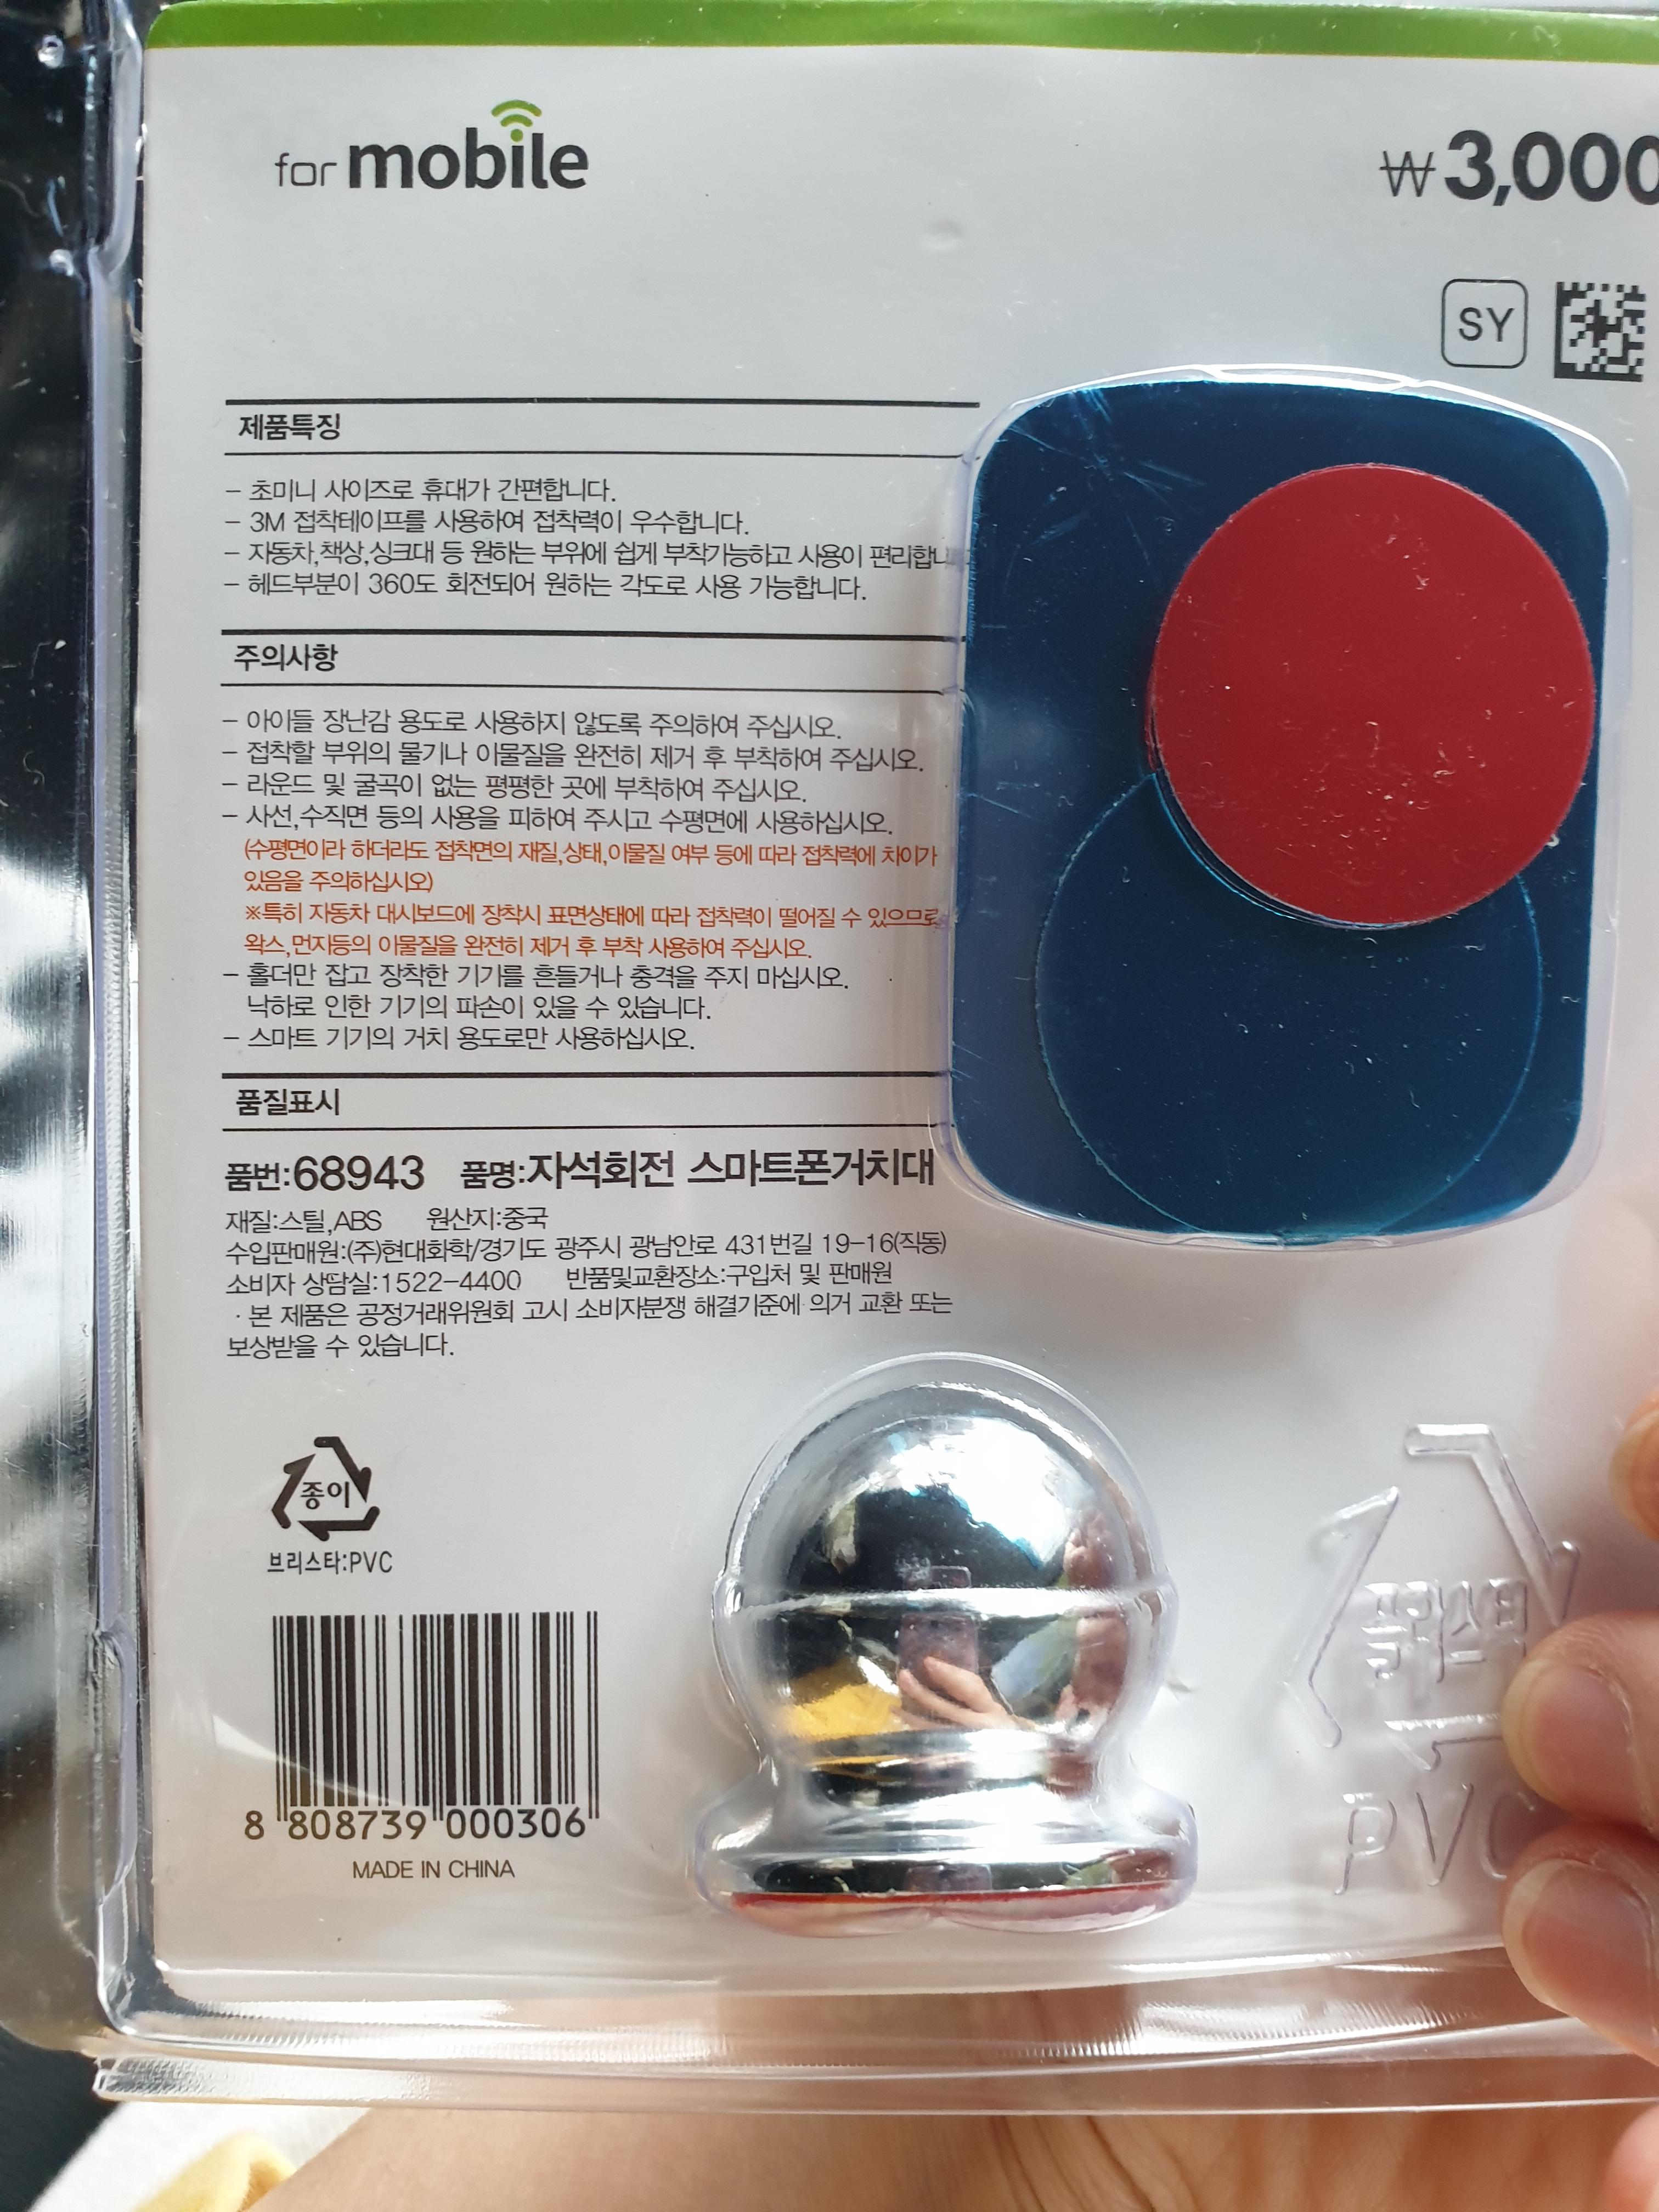 for mobile
₩3,000
SY
제품특징
- 초미니 사이즈로 휴대가 간편합니다.
- 3M 접착테이프를 사용하여 접착력이 우수합니다.
- 자동차,책상,싱크대 등 원하는 부위에 쉽게 부착가능하고 사용이 편리합니
- 헤드부분이 360도 회전되어 원하는 각도로 사용 가능합니다.
주의사항
- 아이들 장난감 용도로 사용하지 않도록 주의하여 주십시오.
- 접착할 부위의 물기나 이물질을 완전히 제거 후 부착하여 주십시오.
- 라운드 및 굴곡이 없는 평평한 곳에 부착하여 주십시오.
- 사선,수직면 등의 사용을 피하여 주시고 수평면에 사용하십시오.
(수평면이라 하더라도 접착면의 재질,상태,이물질 여부 등에 따라 접착력에 차이가
있음을 주의하십시오)
※특히 자동차 대시보드에 장착시 표면상태에 따라 접착력이 떨어질 수 있으므로
왁스,먼지등의 이물질을 완전히 제거 후 부착 사용하여 주십시오.
- 홀더만 잡고 장착한 기기를 흔들거나 충격을 주지 마십시오.
낙하로 인한 기기의 파손이 있을 수 있습니다.
- 스마트 기기의 거치 용도로만 사용하십시오.
품질표시
품번:68943 품명:자석회전 스마트폰거치대
재질:스틸,ABS 원산지:중국
수입판매원:(주)현대화학/경기도 광주시 광남안로 431번길 19-16(직동)
소비자 상담실:1522-4400 반품및교환장소:구입처 및 판매원
· 본 제품은 공정거래위원회 고시 소비자분쟁 해결기준에 의거 교환 또는
보상받을 수 있습니다.
종이
브리스타:PVC
플라스틱
PVC
8 808739 000306
MADE IN CHINA